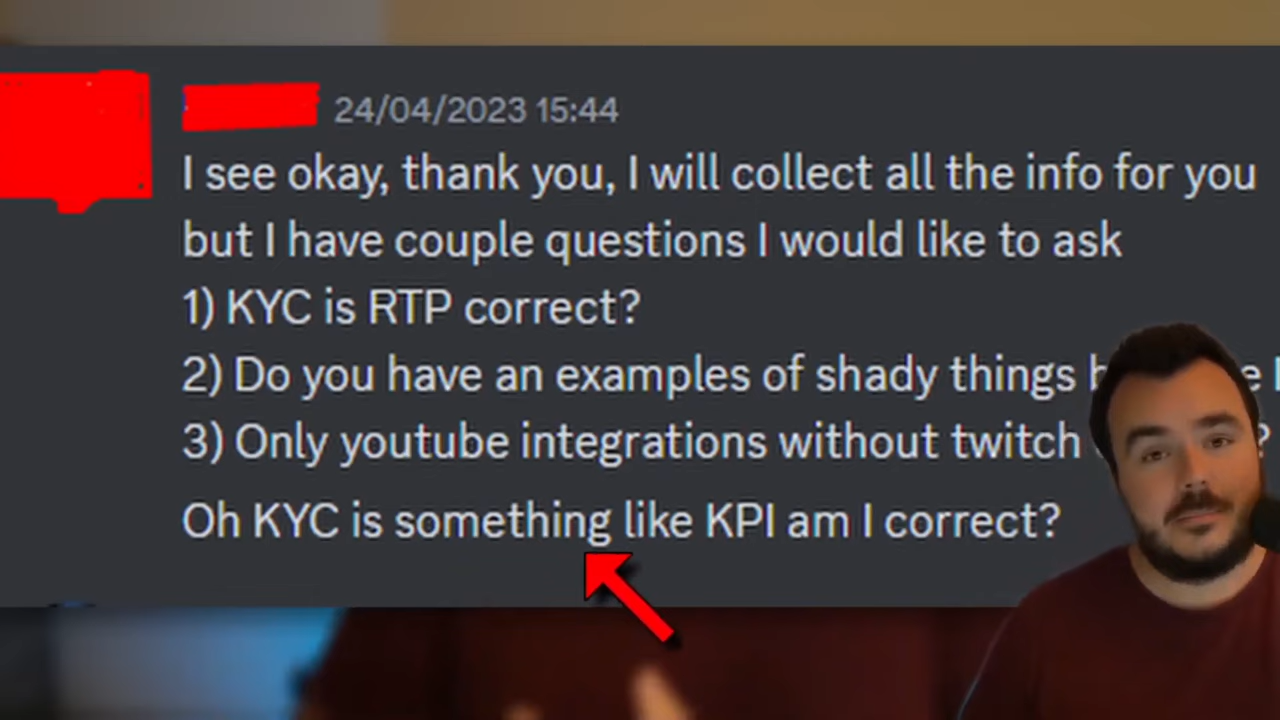 24/04/2023 15:44
I see okay, thank you, I will collect all the info for you
but I have couple questions I would like to ask
1) KYC is RTP correct?
2) Do you have an examples of shady things
3) Only youtube integrations without twitch
Oh KYC is something like KPI am I correct?